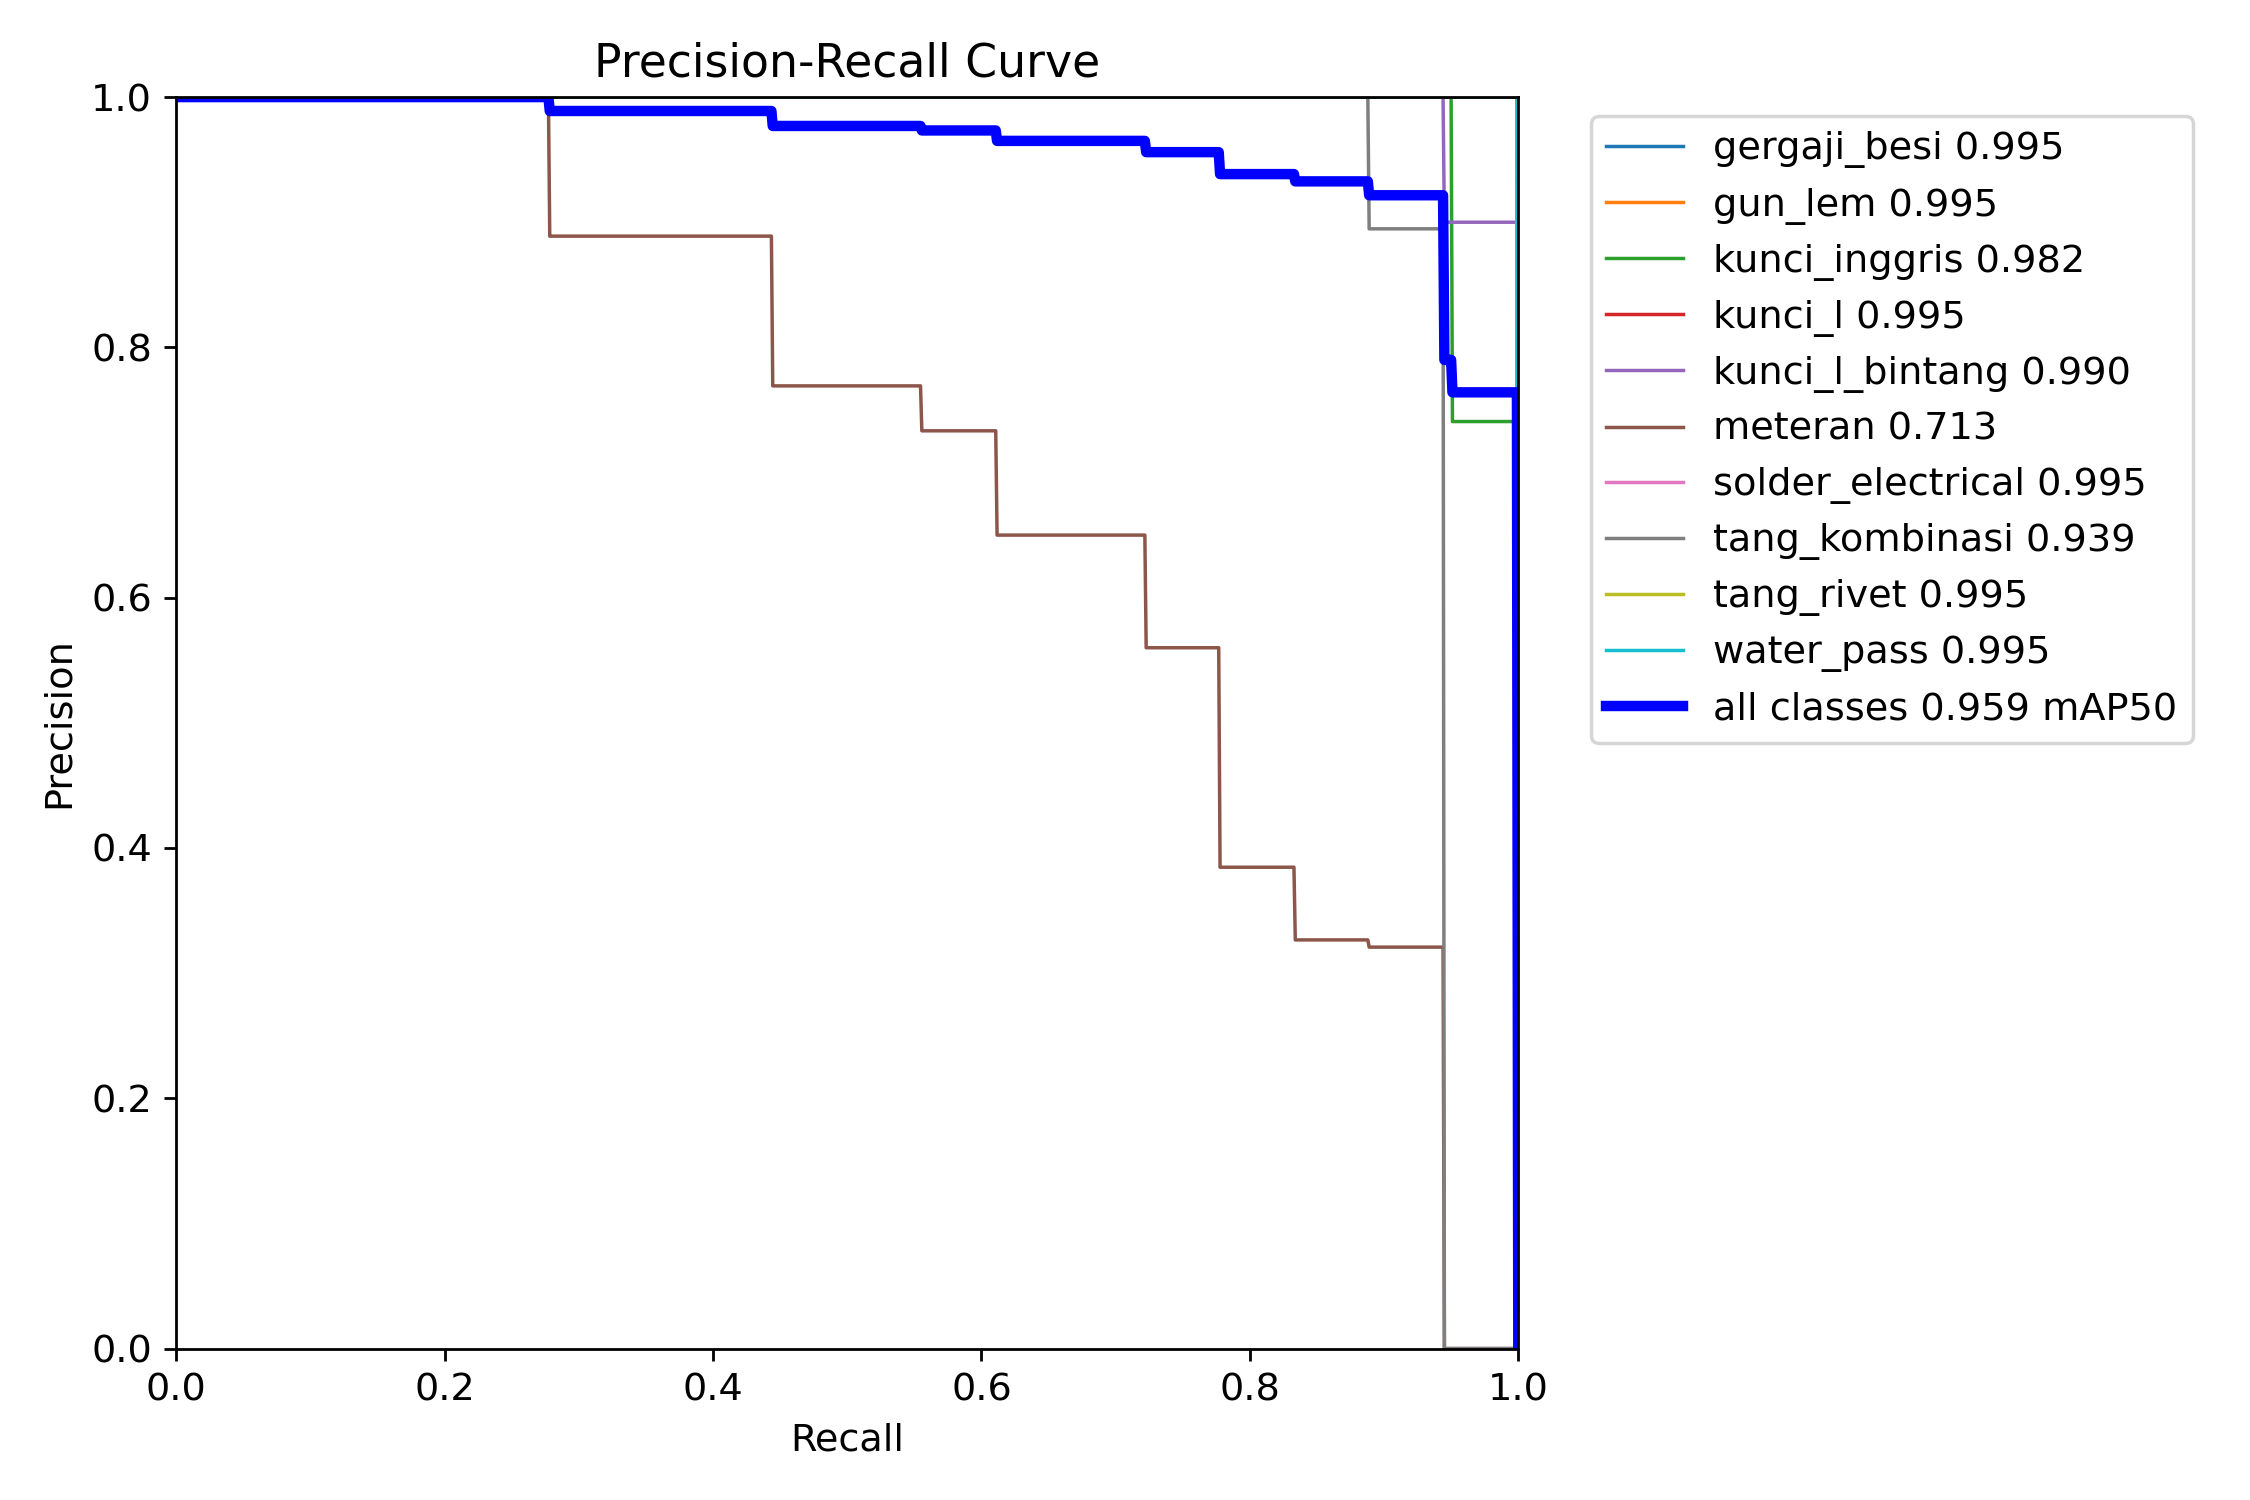 Precision-Recall Curve
1.0
0.8
0.6
0.4
0.2
0.0
Precision
0.0 0.2 0.4 0.6 0.8 1.0
Recall
gergaji_besi 0.995
gun_lem 0.995
kunci_inggris 0.982
kunci_l 0.995
kunci_l_bintang 0.990
meteran 0.713
solder_electrical 0.995
tang_kombinasi 0.939
tang_rivet 0.995
water_pass 0.995
all classes 0.959 mAP50